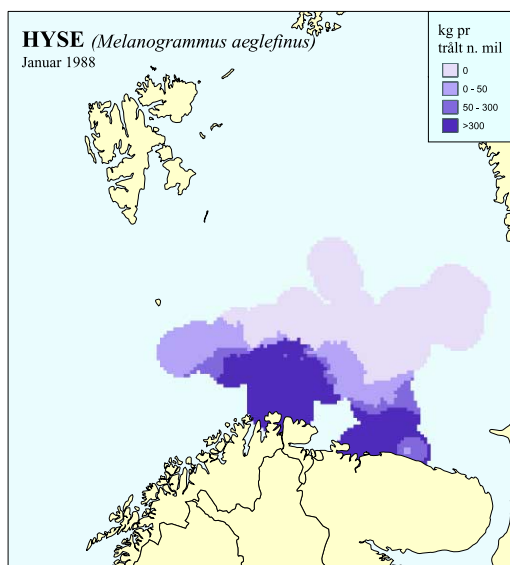 HYSE (Melanogrammus aeglefinus)
Januar 1988
kg pr
trålt n. mil
0
0 - 50
50 - 300
>300